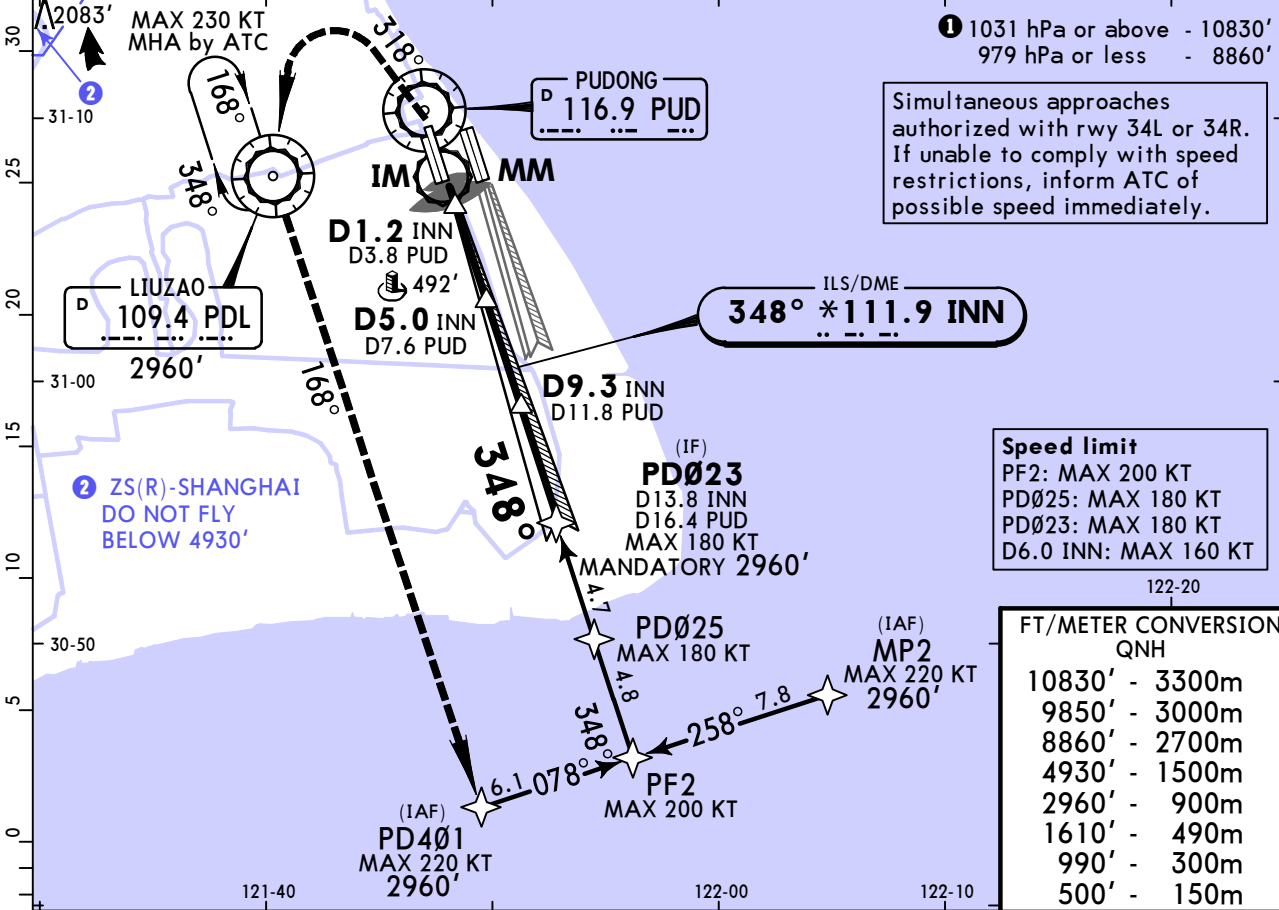 2083'
MAX 230 KT
MHA by ATC
2
318°
168°
348°
PUDONG
D 116.9 PUD
1 1031 hPa or above - 10830'
979 hPa or less - 8860'
Simultaneous approaches
authorized with rwy 34L or 34R.
If unable to comply with speed
restrictions, inform ATC of
possible speed immediately.
30
31-10
25
IM
MM
D1.2 INN
D3.8 PUD
492'
D5.0 INN
D7.6 PUD
LIUZAO
D 109.4 PDL
2960'
ILS/DME
348° *111.9 INN
20
31-00
168°
D9.3 INN
D11.8 PUD
15
348°
(IF)
PDØ23
D13.8 INN
D16.4 PUD
MAX 180 KT
MANDATORY 2960'
2 ZS(R)-SHANGHAI
DO NOT FLY
BELOW 4930'
Speed limit
PF2: MAX 200 KT
PDØ25: MAX 180 KT
PDØ23: MAX 180 KT
D6.0 INN: MAX 160 KT
10
4.7
122-20
30-50
PDØ25
MAX 180 KT
4.8
(IAF)
MP2
MAX 220 KT
2960'
5
348°
258°
7.8
6.1
078°
PF2
MAX 200 KT
(IAF)
PD4Ø1
MAX 220 KT
2960'
0
121-40
122-00
122-10
FT/METER CONVERSION
QNH
10830' - 3300m
9850' - 3000m
8860' - 2700m
4930' - 1500m
2960' - 900m
1610' - 490m
990' - 300m
500' - 150m